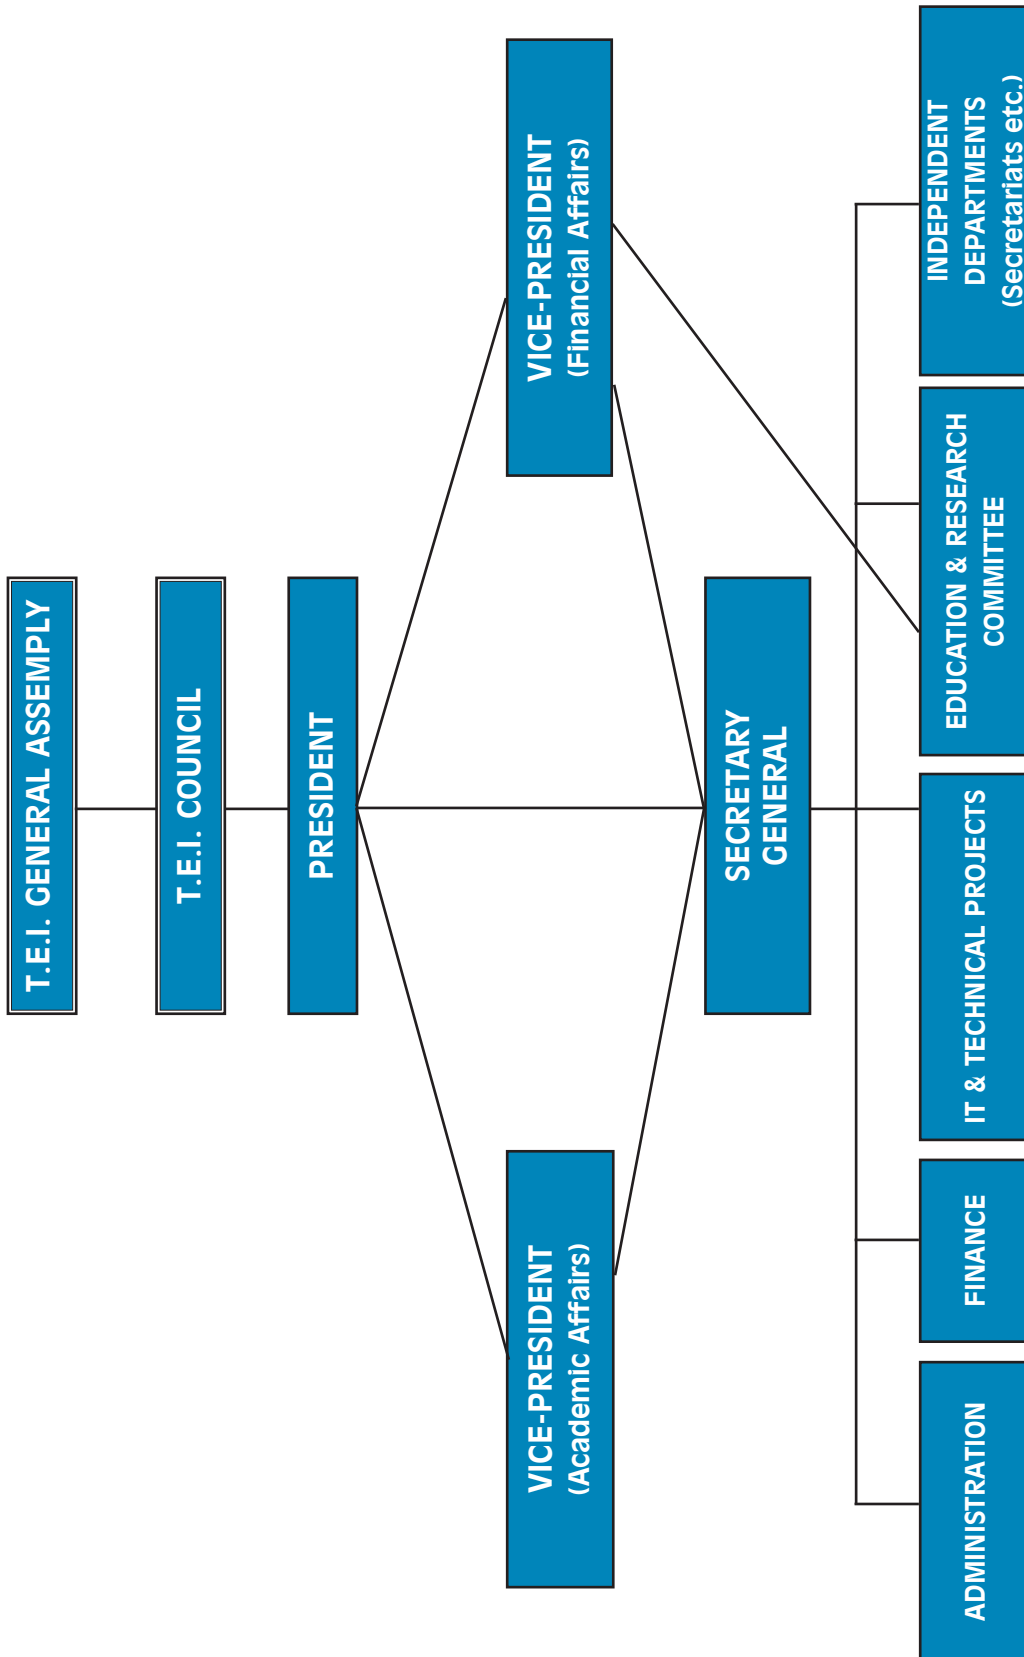 T.E.I. GENERAL ASSEMPLY
T.E.I. COUNCIL
PRESIDENT
VICE-PRESIDENT
(Academic Affairs)
VICE-PRESIDENT
(Financial Affairs)
SECRETARY
GENERAL
ADMINISTRATION
FINANCE
IT & TECHNICAL PROJECTS
EDUCATION & RESEARCH
COMMITTEE
INDEPENDENT
DEPARTMENTS
(Secretariats etc.)